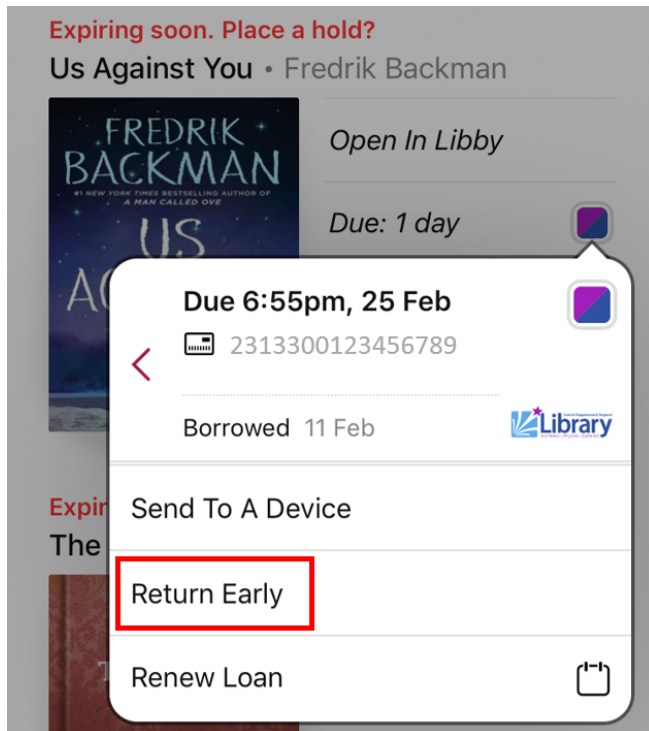 Expiring soon. Place a hold?
Us Against You • Fredrik Backman
FREDRIK
BACKMAN
#1 NEW YORK TIMES BESTSELLING AUTHOR OF
A MAN CALLED OVE
US
Open In Libby
Due: 1 day
Due 6:55pm, 25 Feb
2313300123456789
Borrowed 11 Feb
Library
Expir
The
Send To A Device
Return Early
Renew Loan